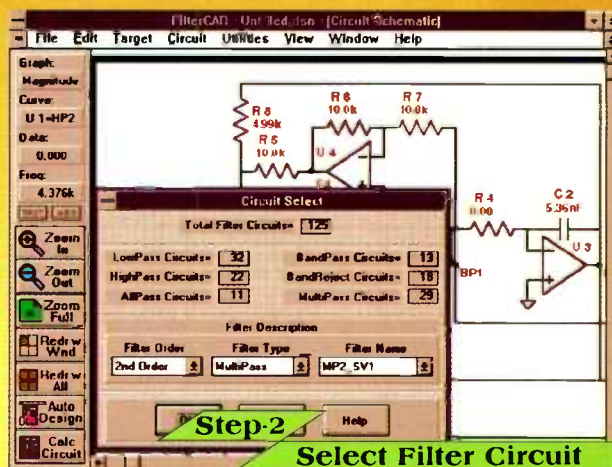 FilterCAD - Untitled.dsn - [Circuit Schematic]
File Edit Target Circuit Utilities View Window Help
Graph:
Magnitude
Curve:
U 1=HP2
Data:
0.000
Freq:
4.376k
Zoom In
Zoom Out
Zoom Full
Redrw Wnd
Redrw All
Auto Design
Calc Circuit
R 8
4.99k
R 6
10.0k
R 7
10.0k
R 5
10.0k
U 4
R 4
C 2
5.36nf
U 3
BP1
Circuit Select
Total Filter Circuits= 125
LowPass Circuits= 32
BandPass Circuits= 13
HighPass Circuits= 22
BandReject Circuits= 18
AllPass Circuits= 11
MultiPass Circuits= 29
Filter Description
Filter Order
Filter Type
Filter Name
2nd Order
MultiPass
MP2_SV1
Help
Step-2
Select Filter Circuit